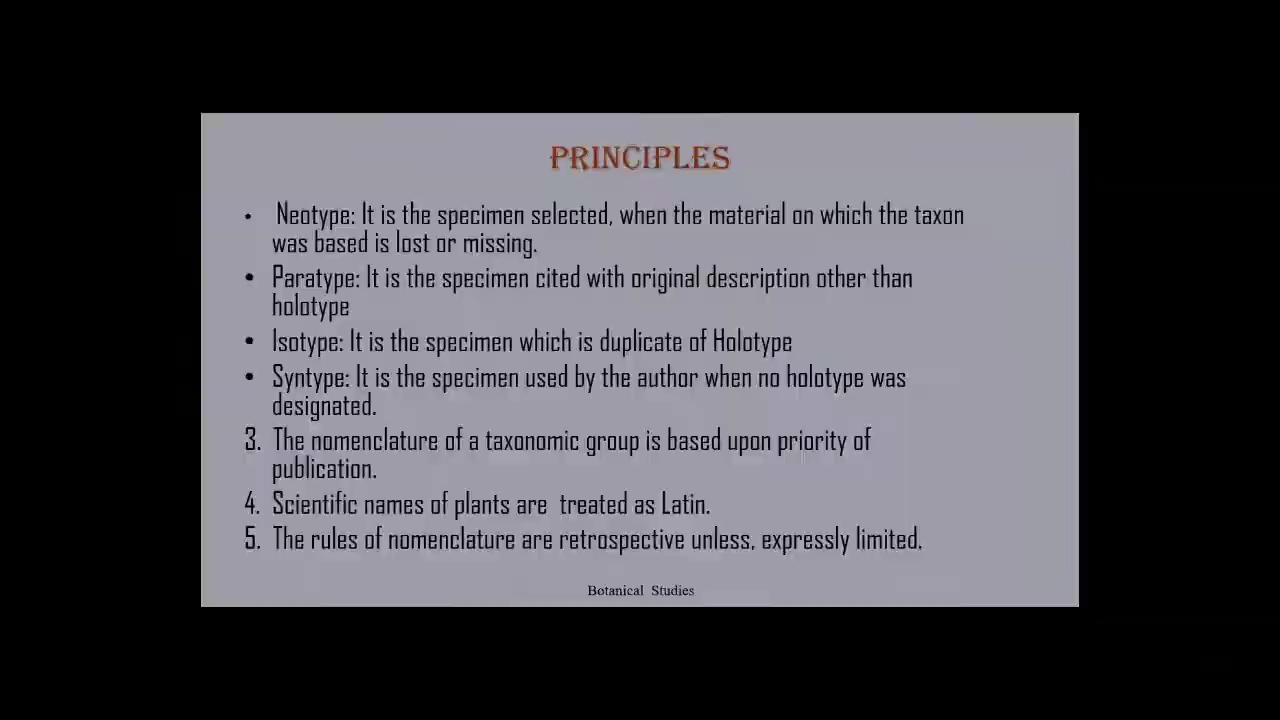 PRINCIPLES
• Neotype: It is the specimen selected, when the material on which the taxon
was based is lost or missing.
• Paratype: It is the specimen cited with original description other than
holotype
• Isotype: It is the specimen which is duplicate of Holotype
• Syntype: It is the specimen used by the author when no holotype was
designated.
3. The nomenclature of a taxonomic group is based upon priority of
publication.
4. Scientific names of plants are treated as Latin.
5. The rules of nomenclature are retrospective unless, expressly limited.
Botanical Studies